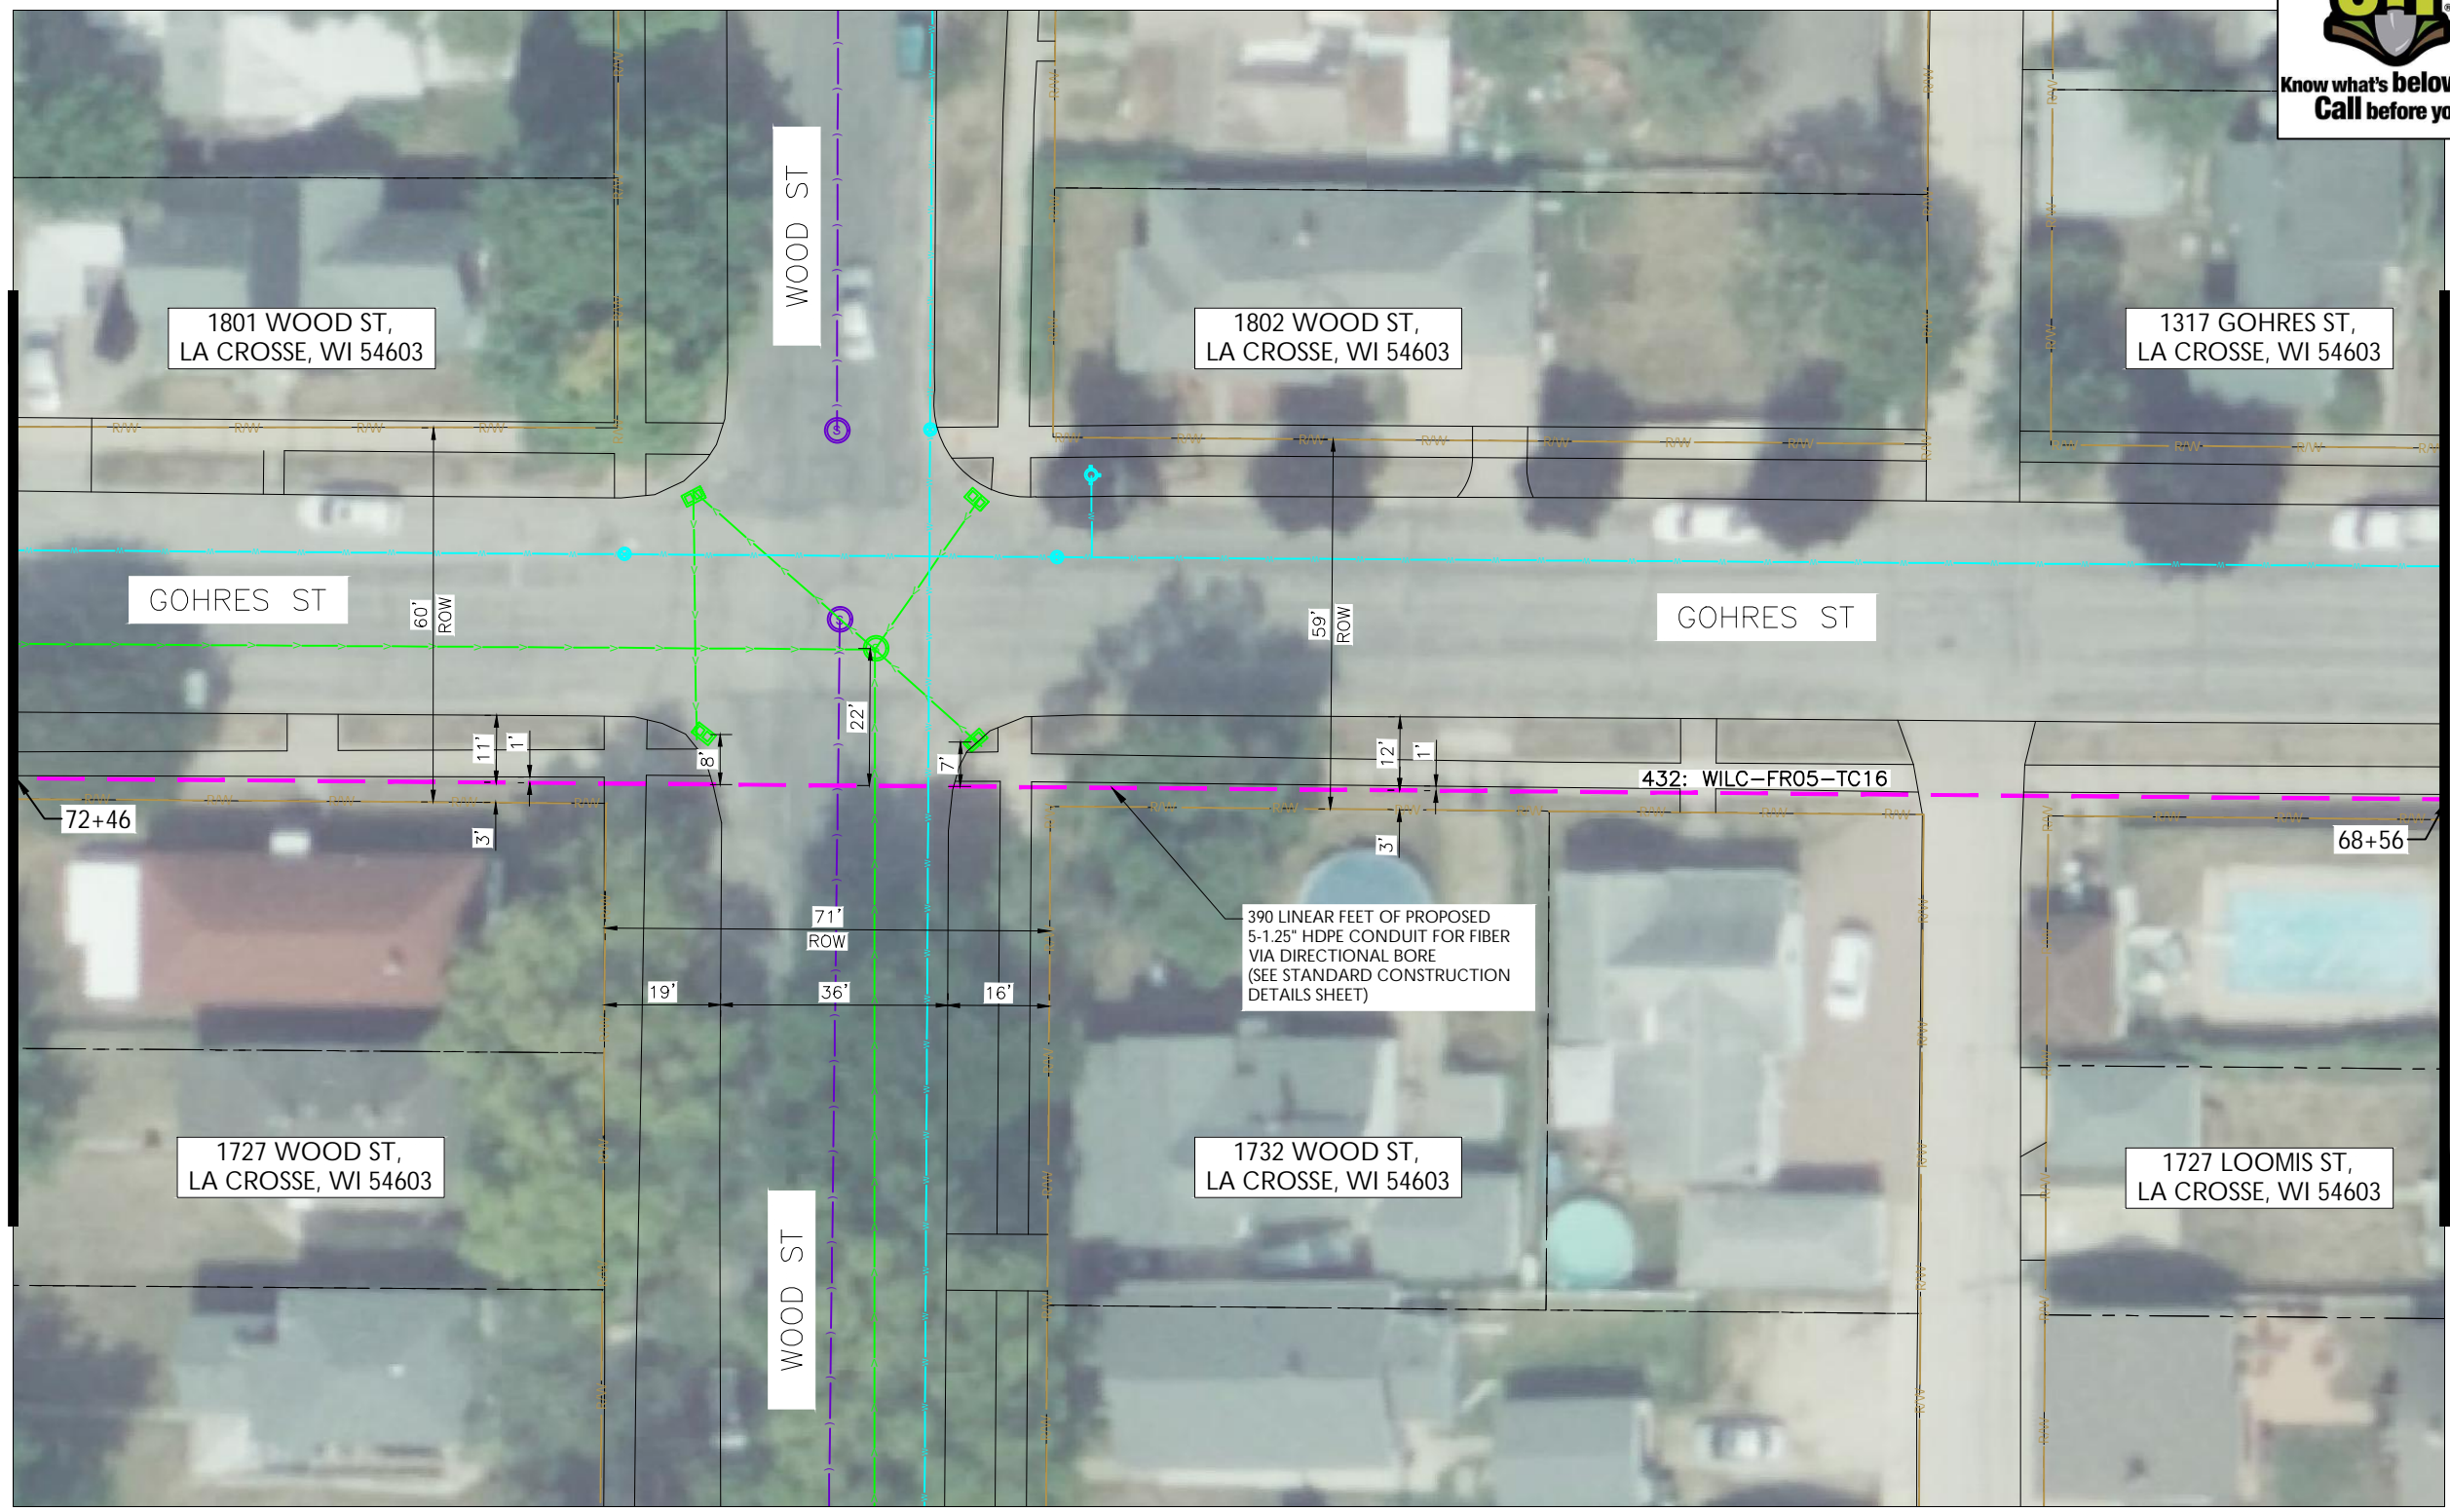 Know what's below
Call before yo
WOOD ST
1801 WOOD ST,
LA CROSSE, WI 54603
1802 WOOD ST,
LA CROSSE, WI 54603
1317 GOHRES ST,
LA CROSSE, WI 54603
R/W R/W R/W R/W
R/W R/W R/W R/W R/W R/W R/W
R/W R/W R/W
GOHRES ST
60'
ROW
59'
ROW
GOHRES ST
S
S
22'
11'
1'
8'
7'
12'
1'
432: WILC-FR05-TC16
72+46
R/W R/W R/W R/W R/W
R/W R/W R/W R/W R/W R/W
R/W R/W R/W
3'
3'
68+56
71'
ROW
390 LINEAR FEET OF PROPOSED
5-1.25" HDPE CONDUIT FOR FIBER
VIA DIRECTIONAL BORE
(SEE STANDARD CONSTRUCTION
DETAILS SHEET)
19'
36'
16'
1727 WOOD ST,
LA CROSSE, WI 54603
1732 WOOD ST,
LA CROSSE, WI 54603
1727 LOOMIS ST,
LA CROSSE, WI 54603
WOOD ST